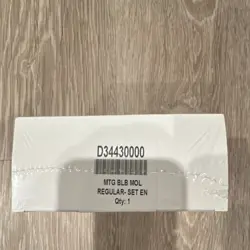 D34430000
MTG BLB MOL
REGULAR- SET EN
Qty: 1